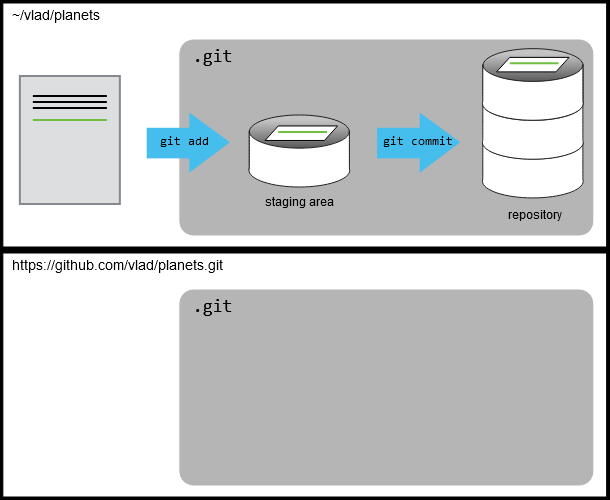 ~/vlad/planets
.git
git add
git commit
staging area
repository
https://github.com/vlad/planets.git
.git